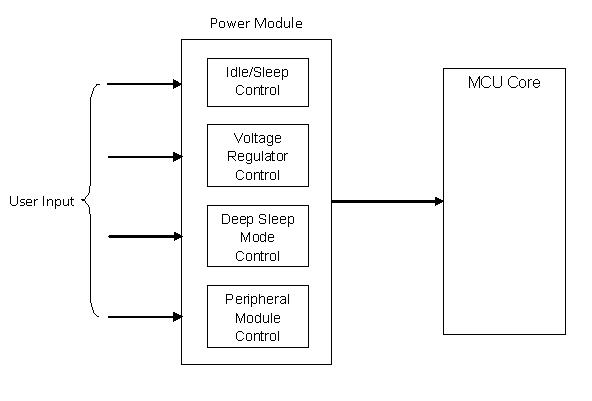 Power Module
Idle/Sleep
Control
MCU Core
Voltage
Regulator
Control
User Input
Deep Sleep
Mode
Control
Peripheral
Module
Control